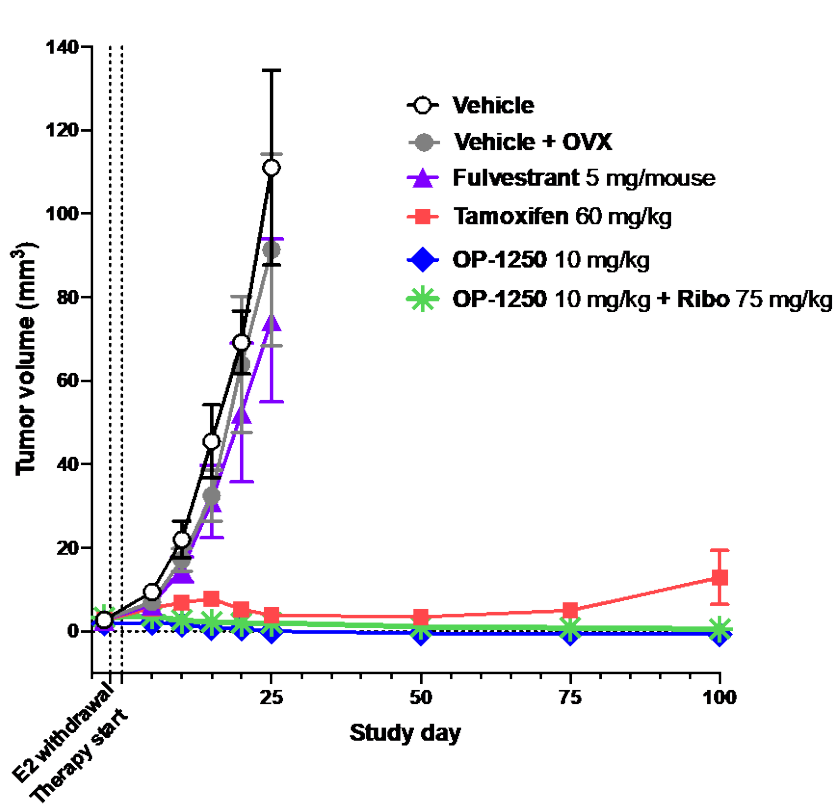 140
120
100
80
60
40
20
0
Tumor volume (mm³)
Vehicle
Vehicle + OVX
Fulvestrant 5 mg/mouse
Tamoxifen 60 mg/kg
OP-1250 10 mg/kg
OP-1250 10 mg/kg + Ribo 75 mg/kg
25
50
75
100
E2 withdrawal
Therapy start
Study day